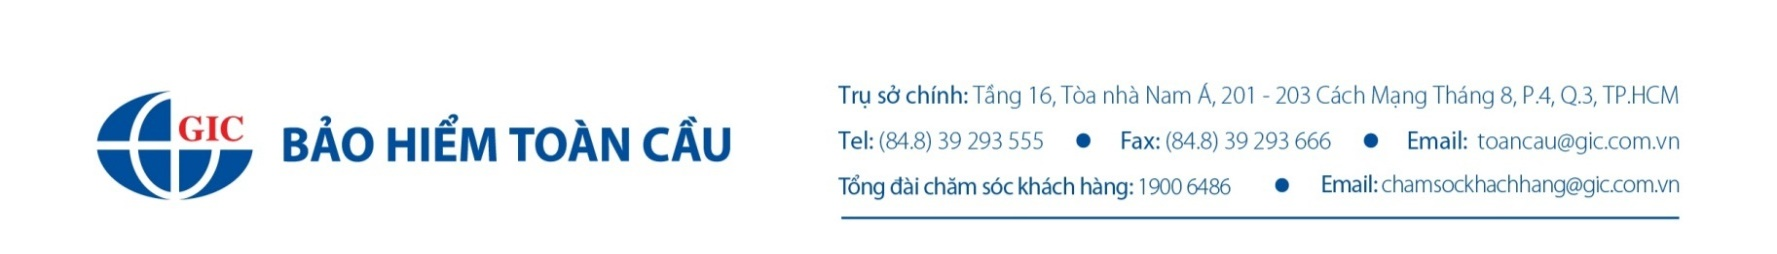 GIC
BẢO HIỂM TOÀN CẦU
Trụ sở chính: Tầng 16, Tòa nhà Nam Á, 201 - 203 Cách Mạng Tháng 8, P.4, Q.3, TP.HCM
Tel: (84.8) 39 293 555 ● Fax: (84.8) 39 293 666 ● Email: toancau@gic.com.vn
Tổng đài chăm sóc khách hàng: 1900 6486 ● Email: chamsockhachhang@gic.com.vn